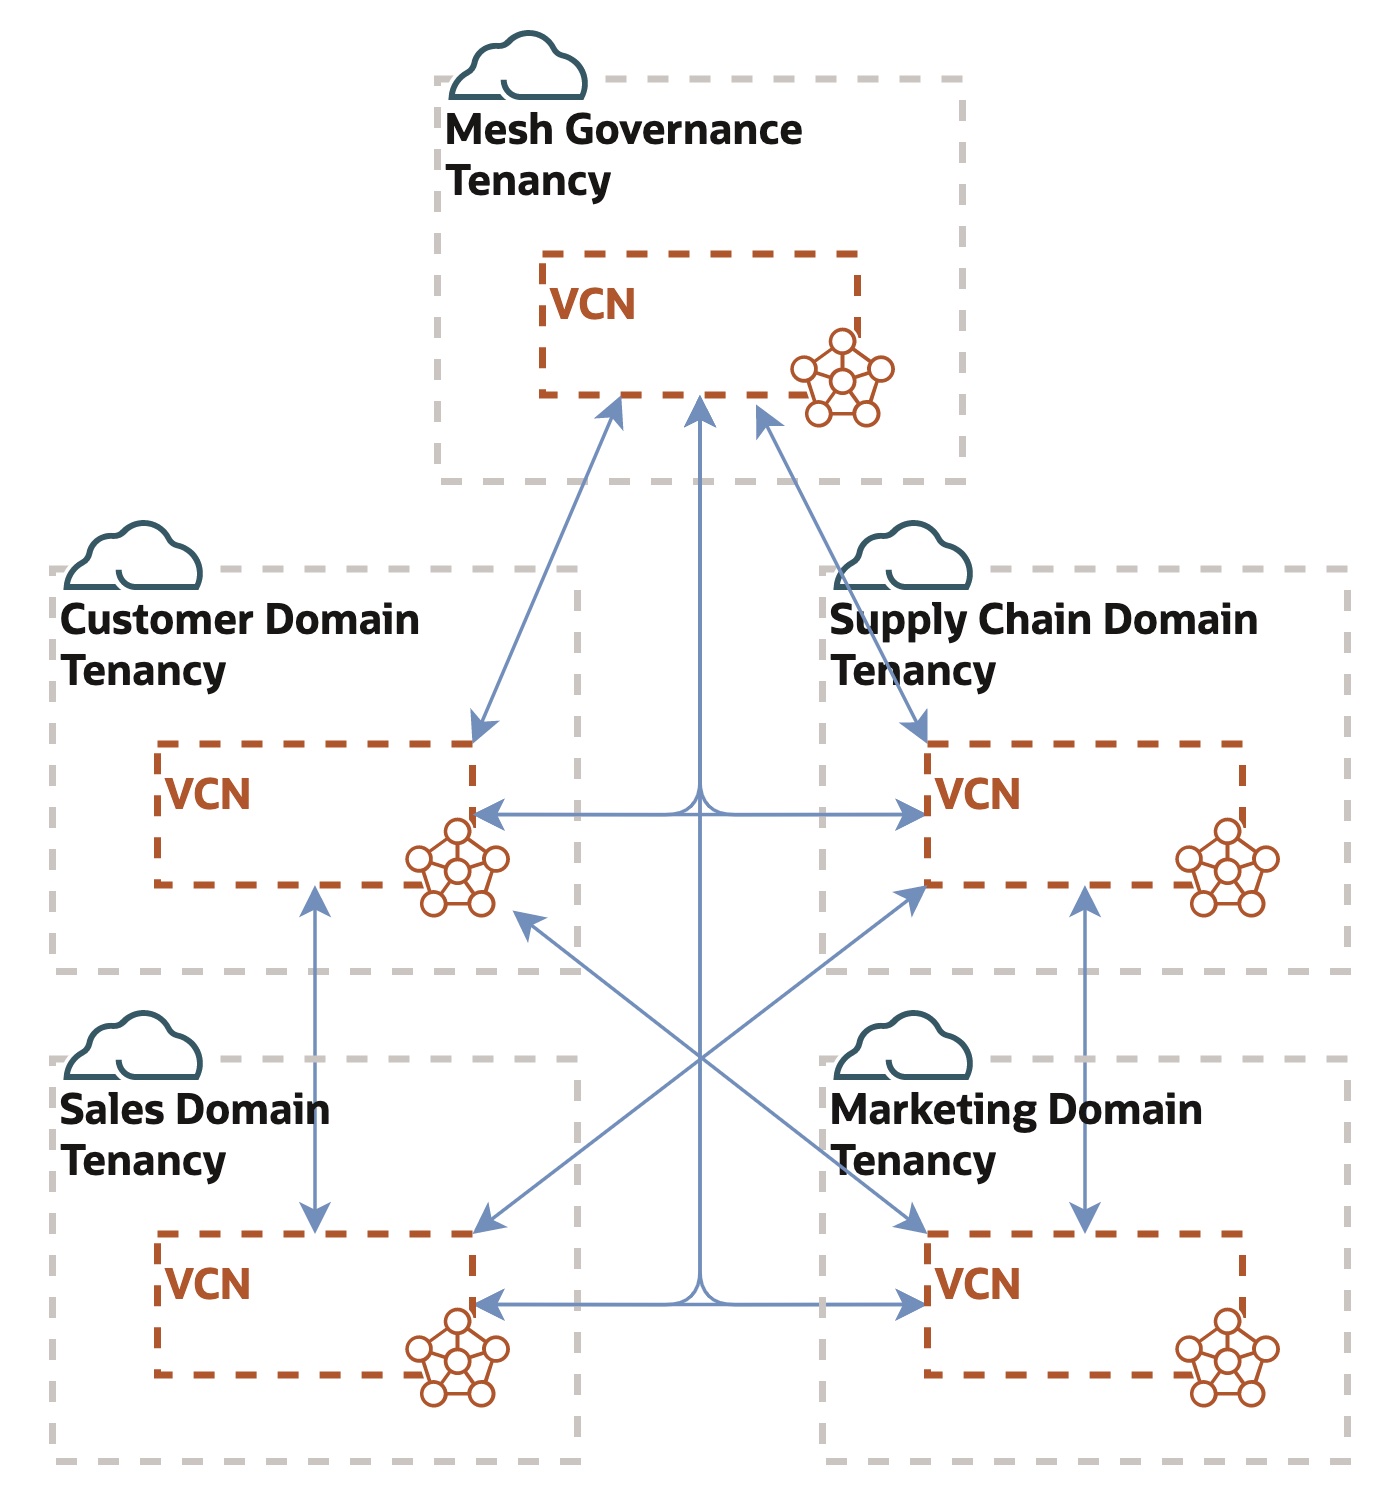 Mesh Governance
Tenancy
VCN
Customer Domain
Tenancy
VCN
Supply Chain Domain
Tenancy
VCN
Sales Domain
Tenancy
VCN
Marketing Domain
Tenancy
VCN